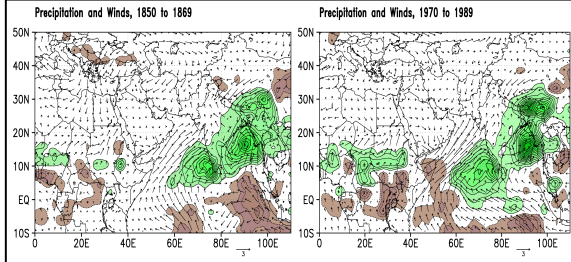 Precipitation and Winds, 1850 to 1869
50N
40N
30N
20N
10N
EQ
10S
0 20E 40E 60E 80E 100E
3
Precipitation and Winds, 1970 to 1989
50N
40N
30N
20N
10N
EQ
10S
0 20E 40E 60E 80E 100E
3